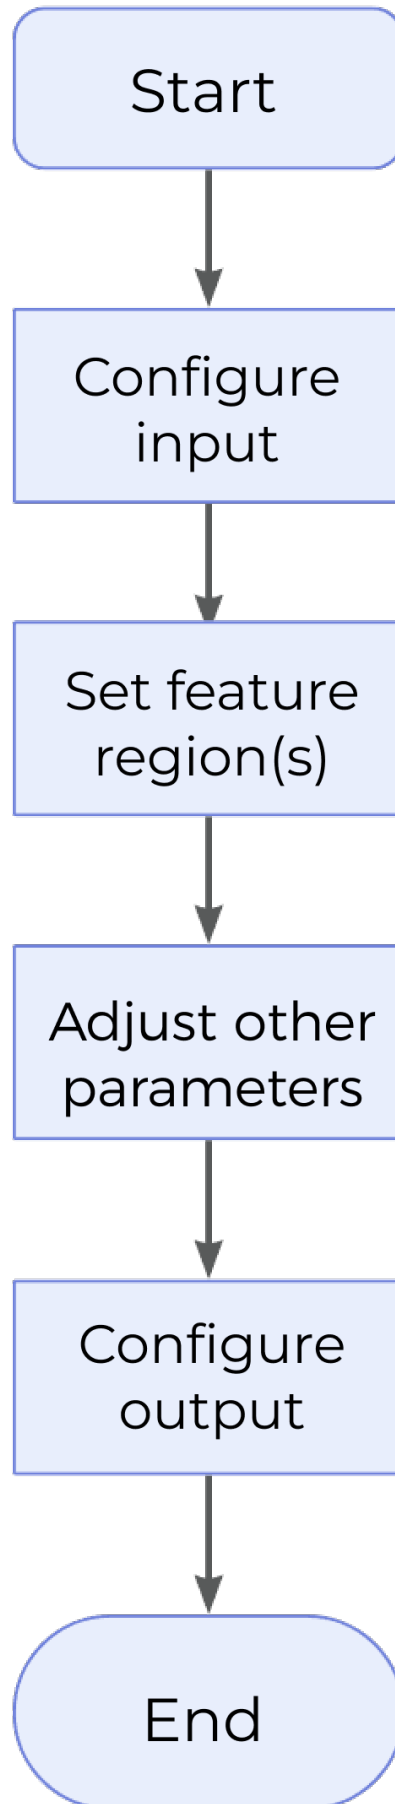 Start
Configure
input
Set feature
region(s)
Adjust other
parameters
Configure
output
End